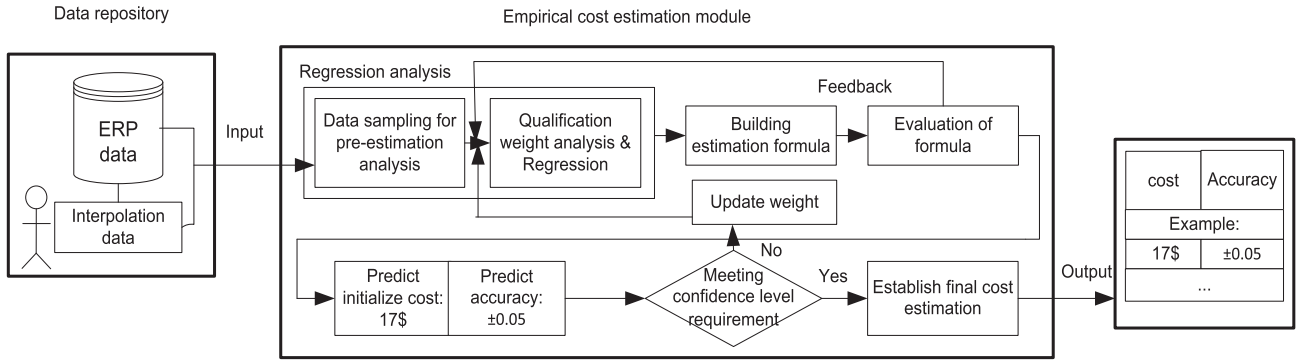 Data repository
Empirical cost estimation module
ERP
data
Interpolation
data
Input
Regression analysis
Data sampling for
pre-estimation
analysis
Qualification
weight analysis &
Regression
Building
estimation formula
Feedback
Evaluation of
formula
Update weight
No
Predict
initialize cost:
17$
Predict
accuracy:
±0.05
Meeting
confidence level
requirement
Yes
Establish final cost
estimation
Output
cost
Accuracy
Example:
17$
±0.05
...